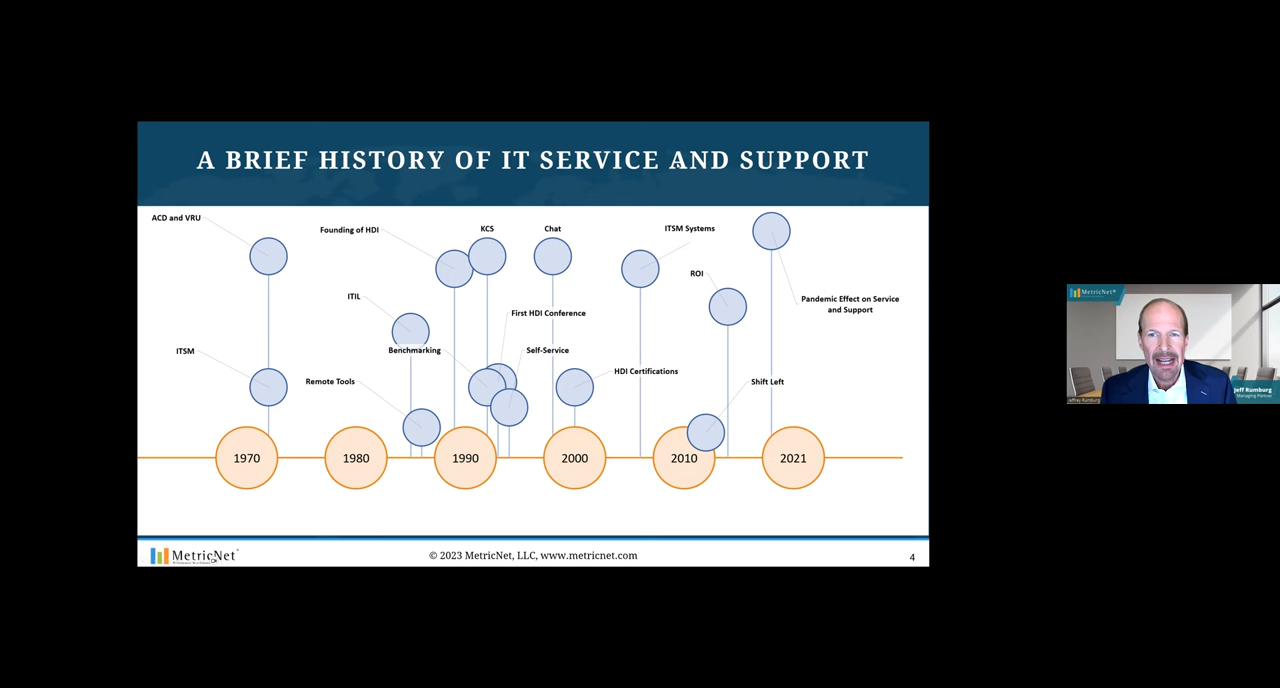 A BRIEF HISTORY OF IT SERVICE AND SUPPORT
ACD and VRU
Founding of HDI
KCS
Chat
ITSM Systems
ROI
ITIL
Pandemic Effect on Service
and Support
First HDI Conference
Benchmarking
Self-Service
ITSM
HDI Certifications
Remote Tools
Shift Left
1970
1980
1990
2000
2010
2021
MetricNet
© 2023 MetricNet, LLC, www.metricnet.com
4
MetricNet®
Jeff Rumburg
Managing Partner
Jeffrey Rumburg